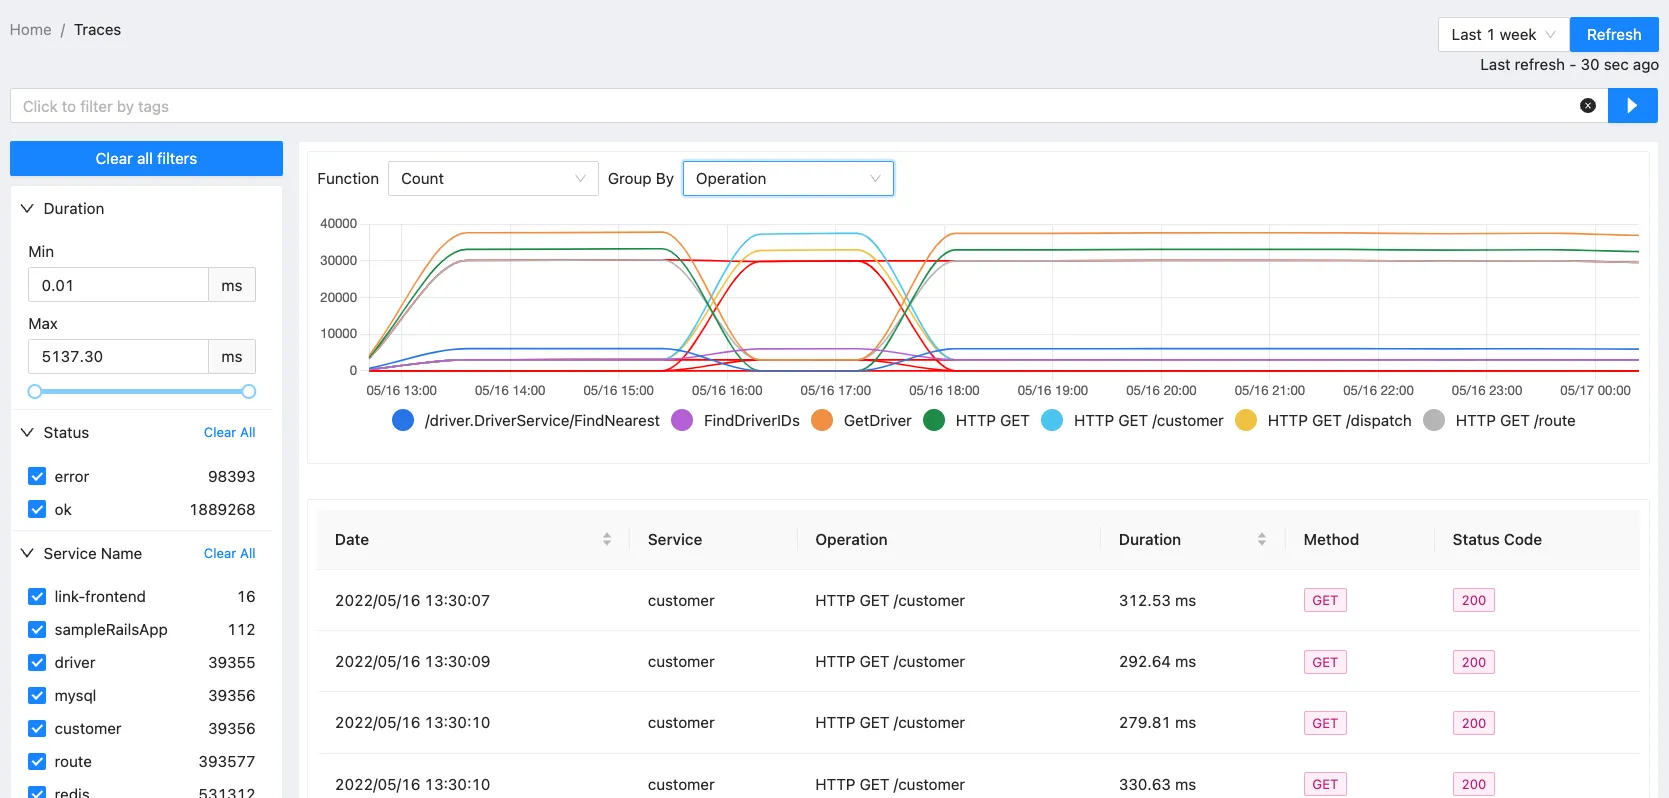 Home / Traces
Last 1 week
Refresh
Last refresh - 30 sec ago
Click to filter by tags
Clear all filters
Duration
Min
0.01 ms
Max
5137.30 ms
Status Clear All
error 98393
ok 1889268
Service Name Clear All
link-frontend 16
sampleRailsApp 112
driver 39355
mysql 39356
customer 39356
route 393577
redis 531312
Function Count Group By Operation
40000
30000
20000
10000
0
05/16 13:00 05/16 14:00 05/16 15:00 05/16 16:00 05/16 17:00 05/16 18:00 05/16 19:00 05/16 20:00 05/16 21:00 05/16 22:00 05/16 23:00 05/17 00:00
/driver.DriverService/FindNearest FindDriverIDs GetDriver HTTP GET HTTP GET /customer HTTP GET /dispatch HTTP GET /route
Date Service Operation Duration Method Status Code
2022/05/16 13:30:07 customer HTTP GET /customer 312.53 ms GET 200
2022/05/16 13:30:09 customer HTTP GET /customer 292.64 ms GET 200
2022/05/16 13:30:10 customer HTTP GET /customer 279.81 ms GET 200
2022/05/16 13:30:10 customer HTTP GET /customer 330.63 ms GET 200